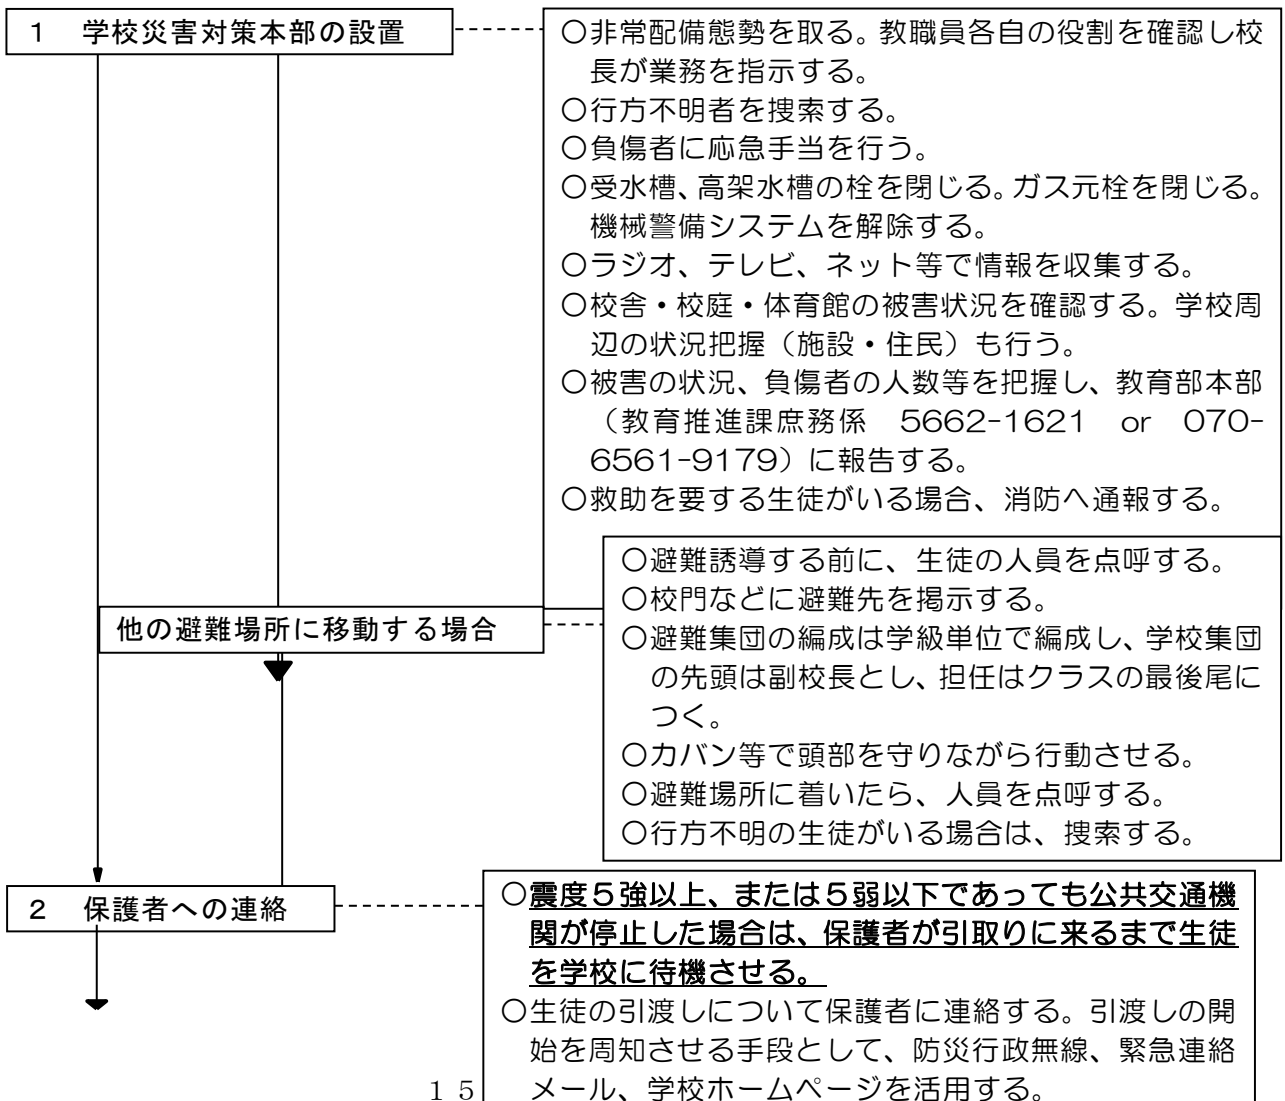 １　学校災害対策本部の設置
○非常配備態勢を取る。教職員各自の役割を確認し校
長が業務を指示する。
○行方不明者を捜索する。
○負傷者に応急手当を行う。
○受水槽、高架水槽の栓を閉じる。ガス元栓を閉じる。
機械警備システムを解除する。
○ラジオ、テレビ、ネット等で情報を収集する。
○校舎・校庭・体育館の被害状況を確認する。学校周
辺の状況把握（施設・住民）も行う。
○被害の状況、負傷者の人数等を把握し、教育部本部
（教育推進課庶務係　5662-1621　or　070-
6561-9179）に報告する。
○救助を要する生徒がいる場合、消防へ通報する。
他の避難場所に移動する場合
○避難誘導する前に、生徒の人員を点呼する。
○校門などに避難先を掲示する。
○避難集団の編成は学級単位で編成し、学校集団
の先頭は副校長とし、担任はクラスの最後尾に
つく。
○カバン等で頭部を守りながら行動させる。
○避難場所に着いたら、人員を点呼する。
○行方不明の生徒がいる場合は、捜索する。
２　保護者への連絡
○震度５強以上、または５弱以下であっても公共交通機
関が停止した場合は、保護者が引取りに来るまで生徒
を学校に待機させる。
○生徒の引渡しについて保護者に連絡する。引渡しの開
始を周知させる手段として、防災行政無線、緊急連絡
メール、学校ホームページを活用する。
１５